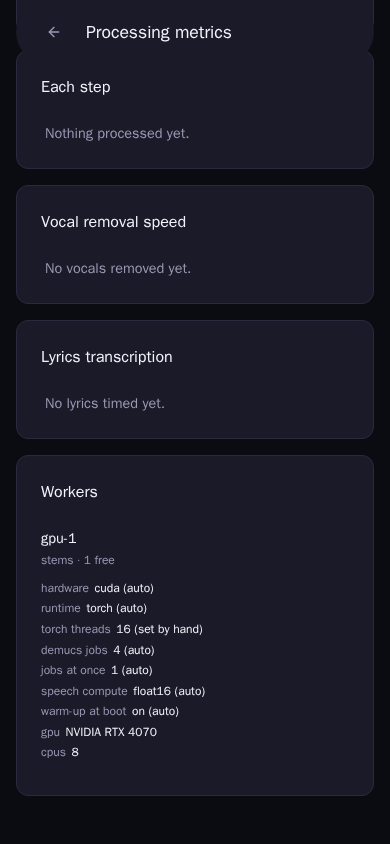 Processing metrics
Each step
Nothing processed yet.
Vocal removal speed
No vocals removed yet.
Lyrics transcription
No lyrics timed yet.
Workers
gpu-1
stems · 1 free
hardware cuda (auto)
runtime torch (auto)
torch threads 16 (set by hand)
demucs jobs 4 (auto)
jobs at once 1 (auto)
speech compute float16 (auto)
warm-up at boot on (auto)
gpu NVIDIA RTX 4070
cpus 8